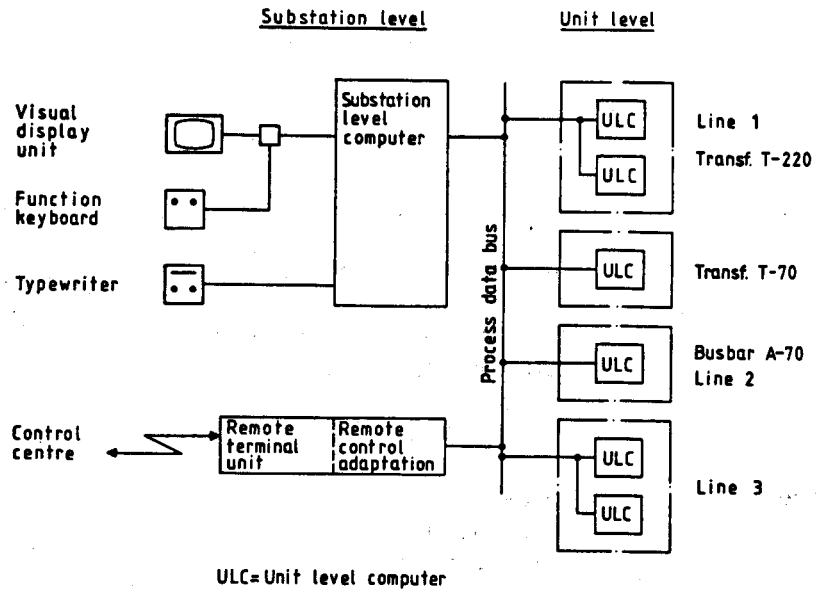 Substation level
Unit level
Visual
display
unit
Function
keyboard
Typewriter
Substation
level
computer
Process data bus
ULC
ULC
Line 1
Transf. T-220
ULC
Transf. T-70
ULC
Busbar A-70
Line 2
Control
centre
Remote
terminal
unit
Remote
control
adaptation
ULC
ULC
Line 3
ULC=Unit level computer